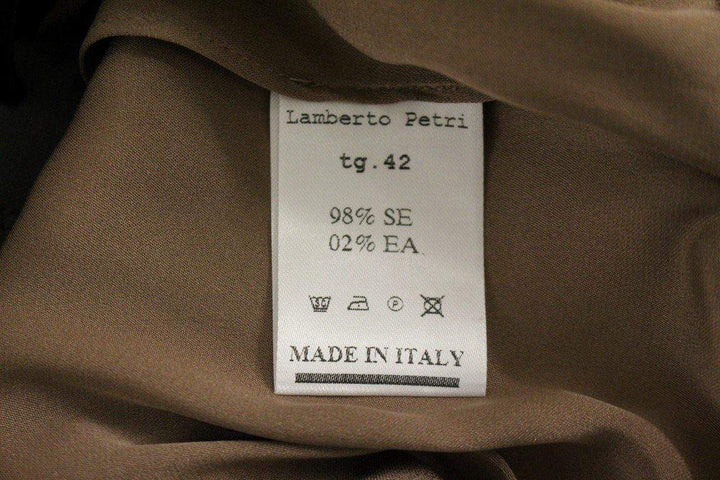 Lamberto Petri
tg.42
98% SE
02% EA
P
MADE IN ITALY